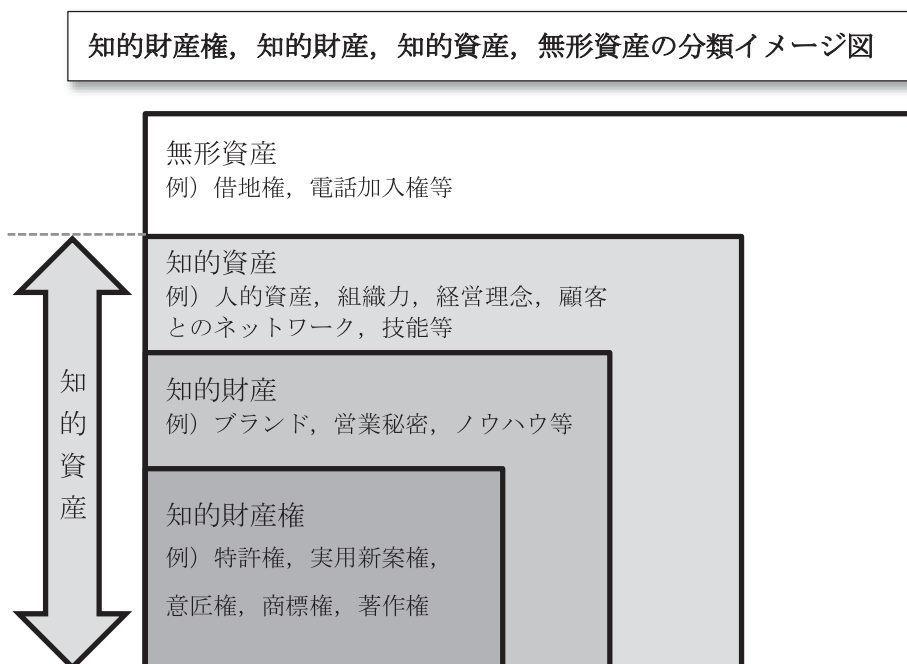 知的財産権，知的財産，知的資産，無形資産の分類イメージ図
無形資産
例）借地権，電話加入権等
知的資産
例）人的資産，組織力，経営理念，顧客
とのネットワーク，技能等
知的財産
例）ブランド，営業秘密，ノウハウ等
知的資産
知的財産権
例）特許権，実用新案権，
意匠権，商標権，著作権